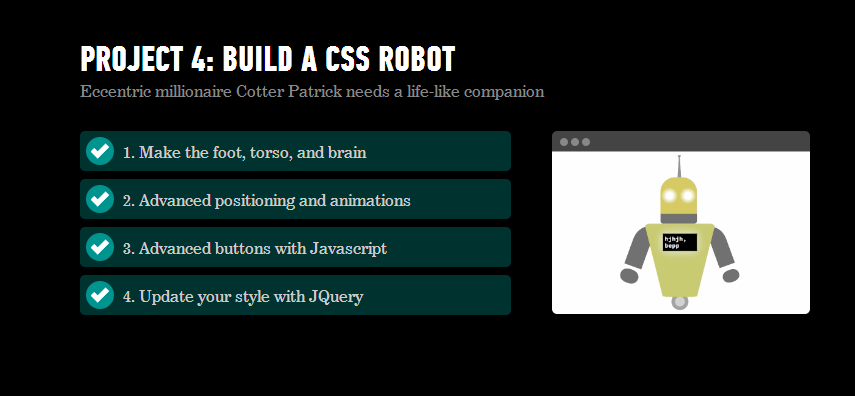 PROJECT 4: BUILD A CSS ROBOT
Eccentric millionaire Cotter Patrick needs a life-like companion
1. Make the foot, torso, and brain
2. Advanced positioning and animations
3. Advanced buttons with Javascript
4. Update your style with JQuery
hjhjh,
bepp